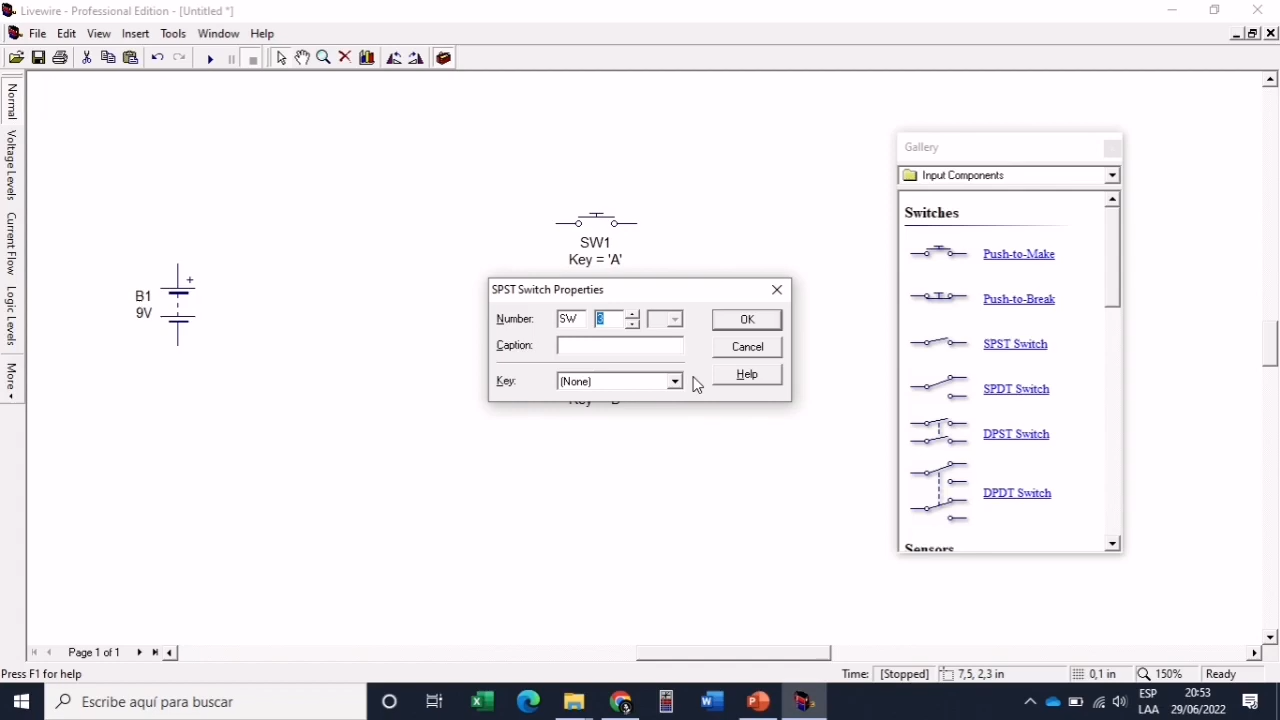 Livewire - Professional Edition - [Untitled *]
File Edit View Insert Tools Window Help
Normal
Voltage Levels
Current Flow
Logic Levels
More
B1
9V
+
SW1
Key = 'A'
SPST Switch Properties
Number: SW 3
OK
Caption:
Cancel
Key: (None)
Help
Gallery
Input Components
Switches
Push-to-Make
Push-to-Break
SPST Switch
SPDT Switch
DPST Switch
DPDT Switch
Sensors
Page 1 of 1
Press F1 for help
Time: [Stopped] 7,5, 2,3 in 0,1 in 150% Ready
Escribe aquí para buscar
ESP
LAA
20:53
29/06/2022